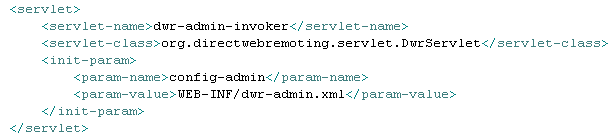 <servlet>
    <servlet-name>dwr-admin-invoker</servlet-name>
    <servlet-class>org.directwebremoting.servlet.DwrServlet</servlet-class>
    <init-param>
        <param-name>config-admin</param-name>
        <param-value>WEB-INF/dwr-admin.xml</param-value>
    </init-param>
</servlet>